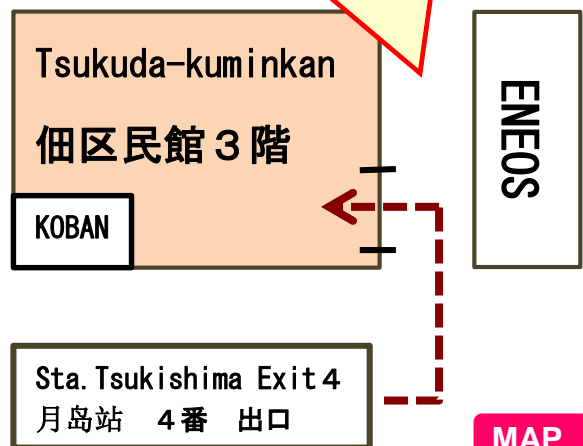 Tsukuda-kuminkan
佃区民館３階
KOBAN
ENEOS
Sta.Tsukishima Exit４
月岛站　４番　出口
MAP